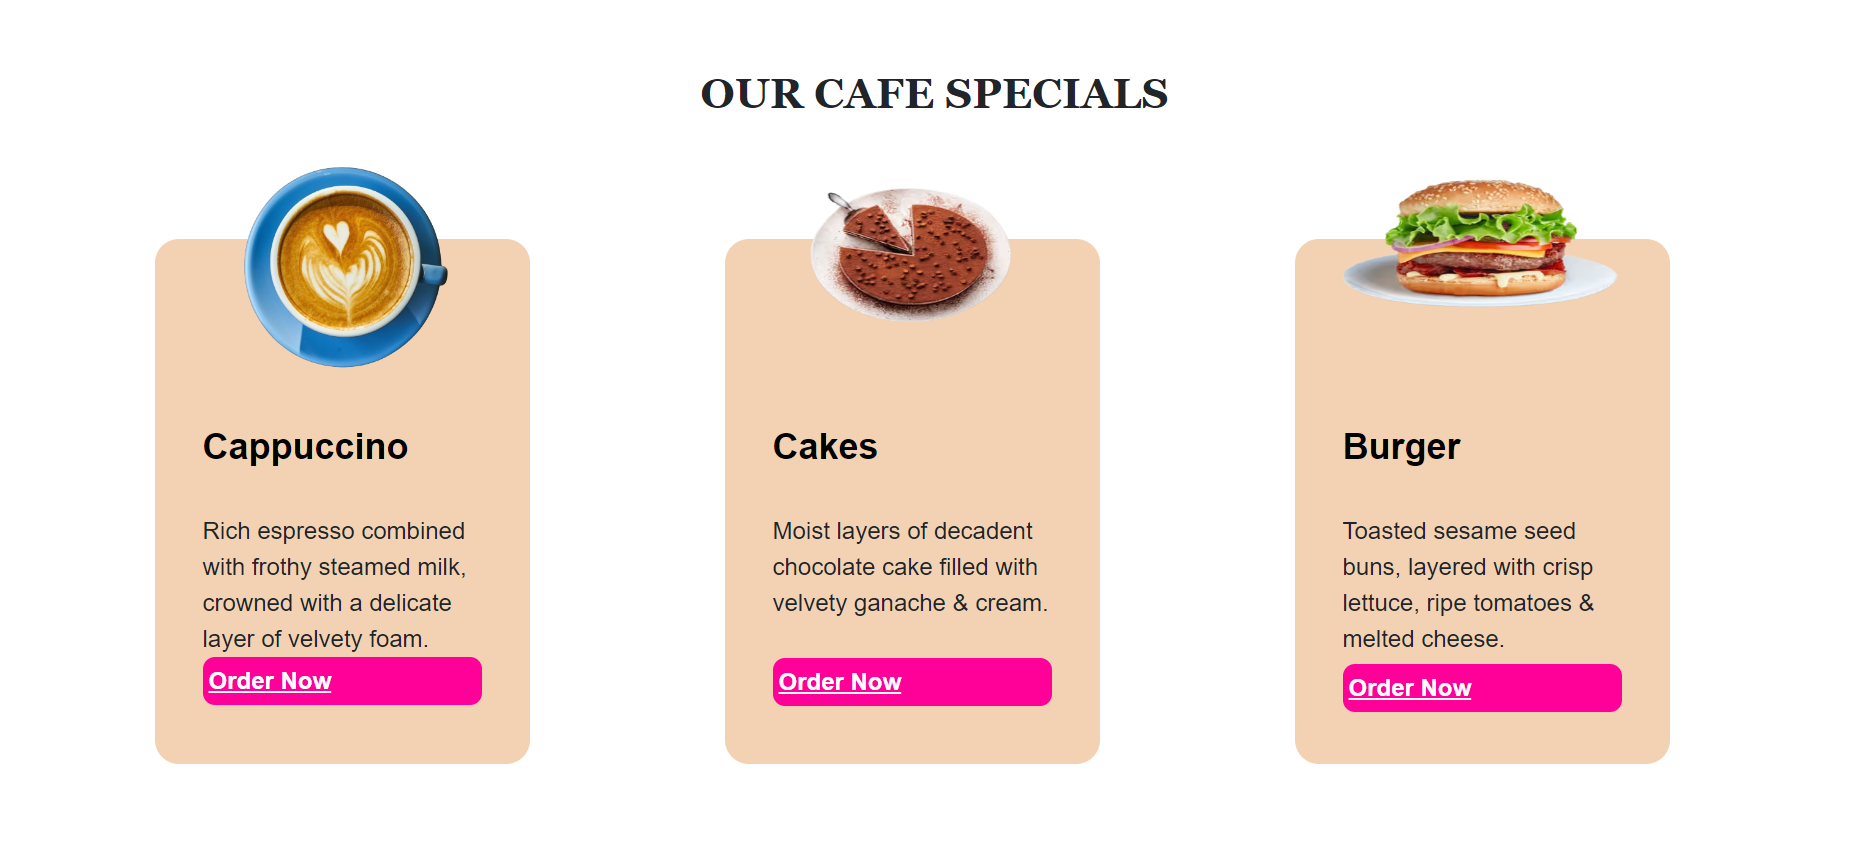 OUR CAFE SPECIALS
Cappuccino
Rich espresso combined
with frothy steamed milk,
crowned with a delicate
layer of velvety foam.
Order Now
Cakes
Moist layers of decadent
chocolate cake filled with
velvety ganache & cream.
Order Now
Burger
Toasted sesame seed
buns, layered with crisp
lettuce, ripe tomatoes &
melted cheese.
Order Now